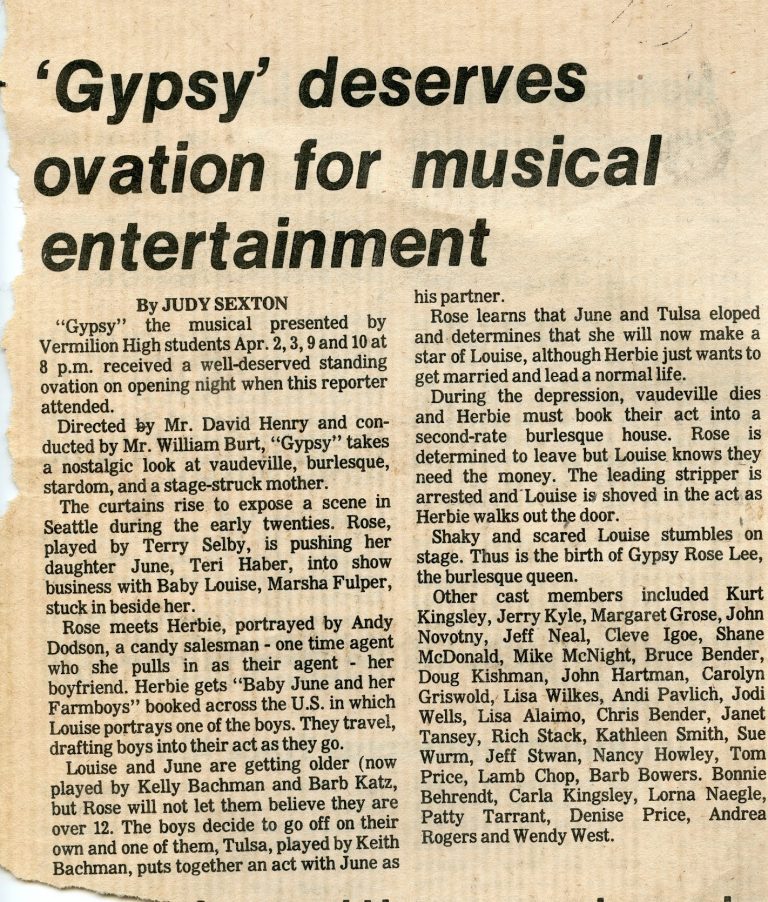 ‘Gypsy’ deserves
ovation for musical
entertainment
By JUDY SEXTON
“Gypsy” the musical presented by
Vermilion High students Apr. 2, 3, 9 and 10 at
8 p.m. received a well-deserved standing
ovation on opening night when this reporter
attended.
Directed by Mr. David Henry and con-
ducted by Mr. William Burt, “Gypsy” takes
a nostalgic look at vaudeville, burlesque,
stardom, and a stage-struck mother.
The curtains rise to expose a scene in
Seattle during the early twenties. Rose,
played by Terry Selby, is pushing her
daughter June, Teri Haber, into show
business with Baby Louise, Marsha Fulper,
stuck in beside her.
Rose meets Herbie, portrayed by Andy
Dodson, a candy salesman - one time agent
who she pulls in as their agent - her
boyfriend. Herbie gets “Baby June and her
Farmboys” booked across the U.S. in which
Louise portrays one of the boys. They travel,
drafting boys into their act as they go.
Louise and June are getting older (now
played by Kelly Bachman and Barb Katz,
but Rose will not let them believe they are
over 12. The boys decide to go off on their
own and one of them, Tulsa, played by Keith
Bachman, puts together an act with June as
his partner.
Rose learns that June and Tulsa eloped
and determines that she will now make a
star of Louise, although Herbie just wants to
get married and lead a normal life.
During the depression, vaudeville dies
and Herbie must book their act into a
second-rate burlesque house. Rose is
determined to leave but Louise knows they
need the money. The leading stripper is
arrested and Louise is shoved in the act as
Herbie walks out the door.
Shaky and scared Louise stumbles on
stage. Thus is the birth of Gypsy Rose Lee,
the burlesque queen.
Other cast members included Kurt
Kingsley, Jerry Kyle, Margaret Grose, John
Novotny, Jeff Neal, Cleve Igoe, Shane
McDonald, Mike McNight, Bruce Bender,
Doug Kishman, John Hartman, Carolyn
Griswold, Lisa Wilkes, Andi Pavlich, Jodi
Wells, Lisa Alaimo, Chris Bender, Janet
Tansey, Rich Stack, Kathleen Smith, Sue
Wurm, Jeff Stwan, Nancy Howley, Tom
Price, Lamb Chop, Barb Bowers. Bonnie
Behrendt, Carla Kingsley, Lorna Naegle,
Patty Tarrant, Denise Price, Andrea
Rogers and Wendy West.